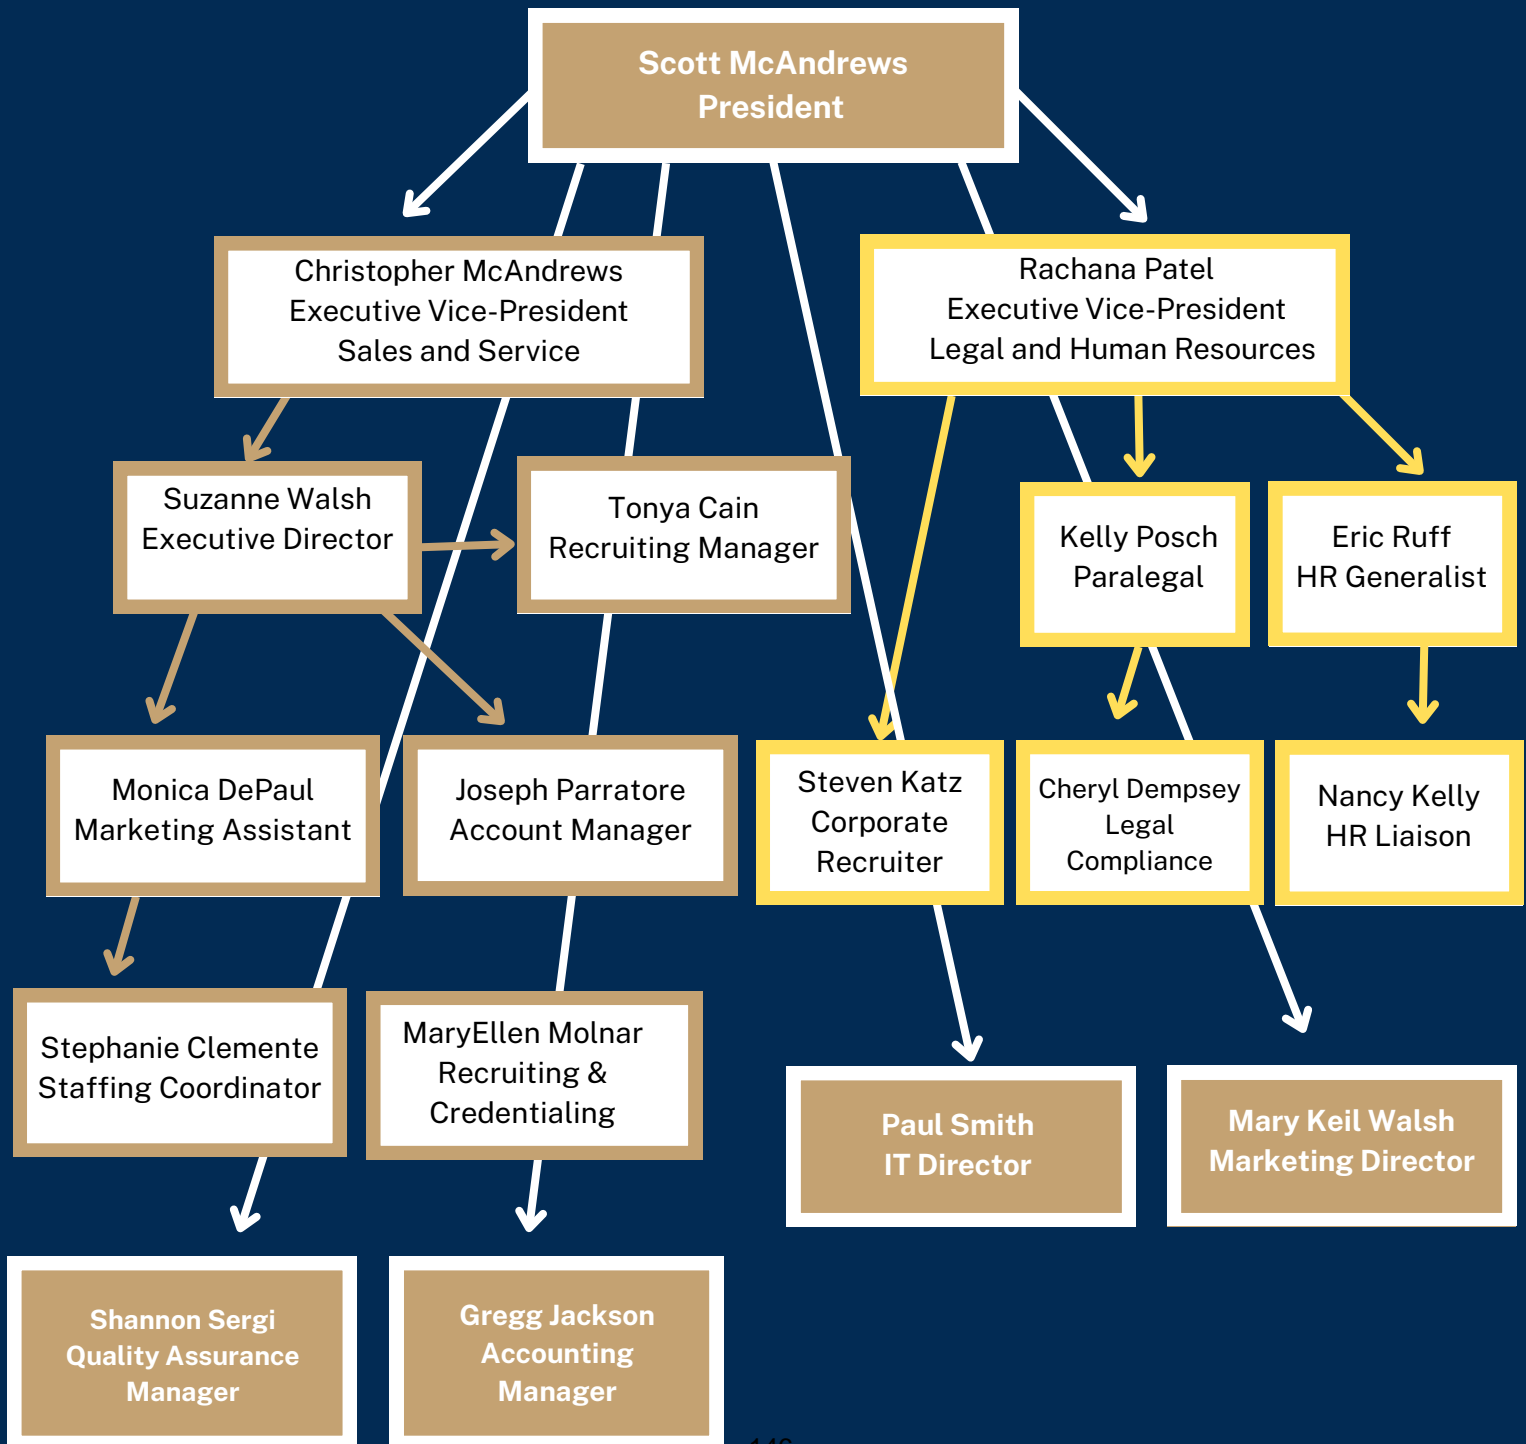 Scott McAndrews
President
Christopher McAndrews
Executive Vice-President
Sales and Service
Rachana Patel
Executive Vice-President
Legal and Human Resources
Suzanne Walsh
Executive Director
Tonya Cain
Recruiting Manager
Kelly Posch
Paralegal
Eric Ruff
HR Generalist
Monica DePaul
Marketing Assistant
Joseph Parratore
Account Manager
Steven Katz
Corporate
Recruiter
Cheryl Dempsey
Legal
Compliance
Nancy Kelly
HR Liaison
Stephanie Clemente
Staffing Coordinator
MaryEllen Molnar
Recruiting &
Credentialing
Paul Smith
IT Director
Mary Keil Walsh
Marketing Director
Shannon Sergi
Quality Assurance
Manager
Gregg Jackson
Accounting
Manager